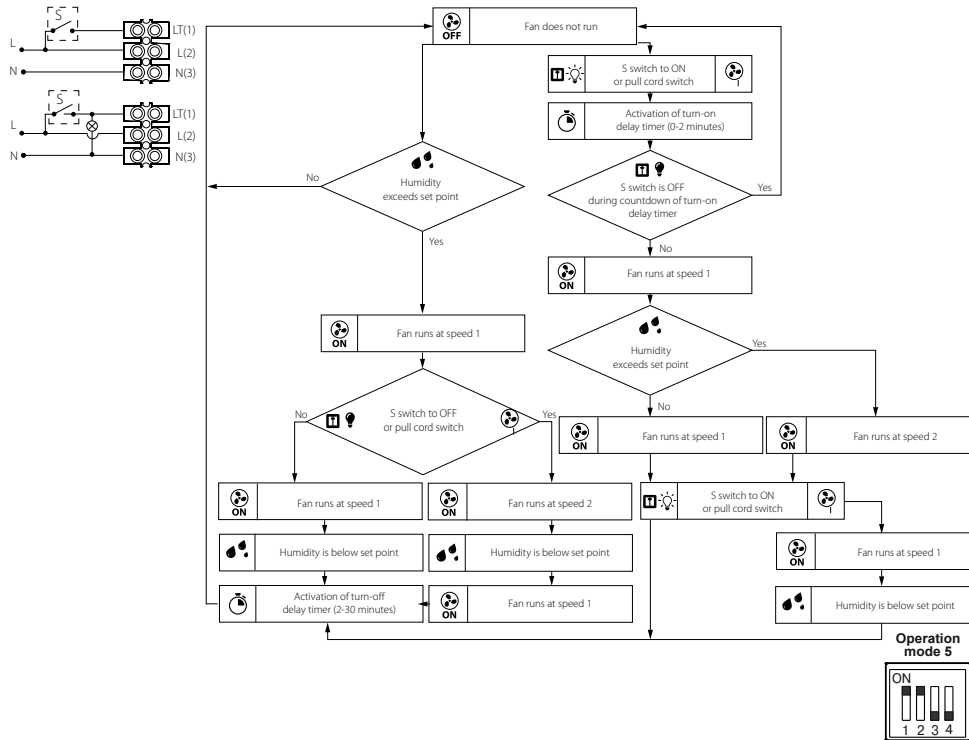 S
LT(1)
L
L(2)
N
N(3)
S
LT(1)
L
L(2)
N
N(3)
OFF
Fan does not run
S switch to ON
or pull cord switch
Activation of turn-on
delay timer (0-2 minutes)
No
Humidity
exceeds set point
Yes
S switch is OFF
during countdown of turn-on
delay timer
Yes
No
ON
Fan runs at speed 1
ON
Fan runs at speed 1
Humidity
exceeds set point
Yes
No
No
S switch to OFF
or pull cord switch
Yes
ON
Fan runs at speed 1
ON
Fan runs at speed 2
ON
Fan runs at speed 1
ON
Fan runs at speed 2
S switch to ON
or pull cord switch
Humidity is below set point
Humidity is below set point
ON
Fan runs at speed 1
Activation of turn-off
delay timer (2-30 minutes)
ON
Fan runs at speed 1
Humidity is below set point
Operation
mode 5
ON
1 2 3 4